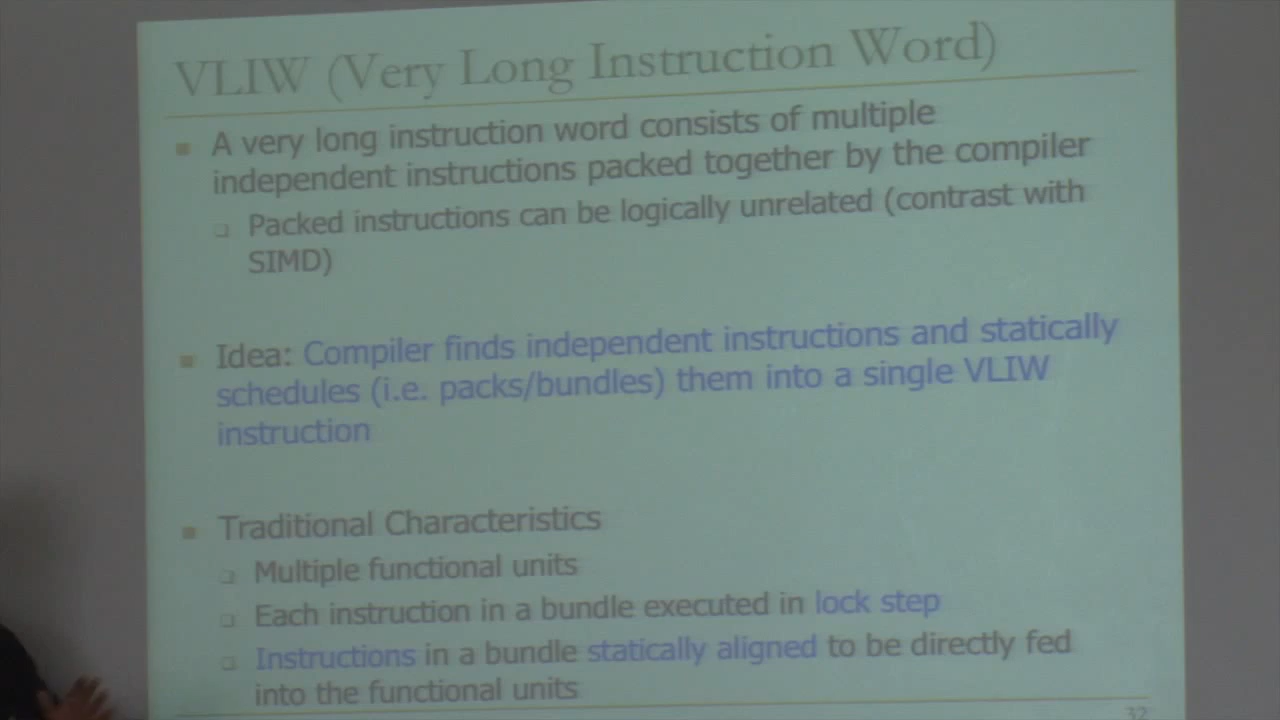 VLIW (Very Long Instruction Word)
A very long instruction word consists of multiple
independent instructions packed together by the compiler
Packed instructions can be logically unrelated (contrast with
SIMD)
Idea: Compiler finds independent instructions and statically
schedules (i.e. packs/bundles) them into a single VLIW
instruction
Traditional Characteristics
Multiple functional units
Each instruction in a bundle executed in lock step
Instructions in a bundle statically aligned to be directly fed
into the functional units
32